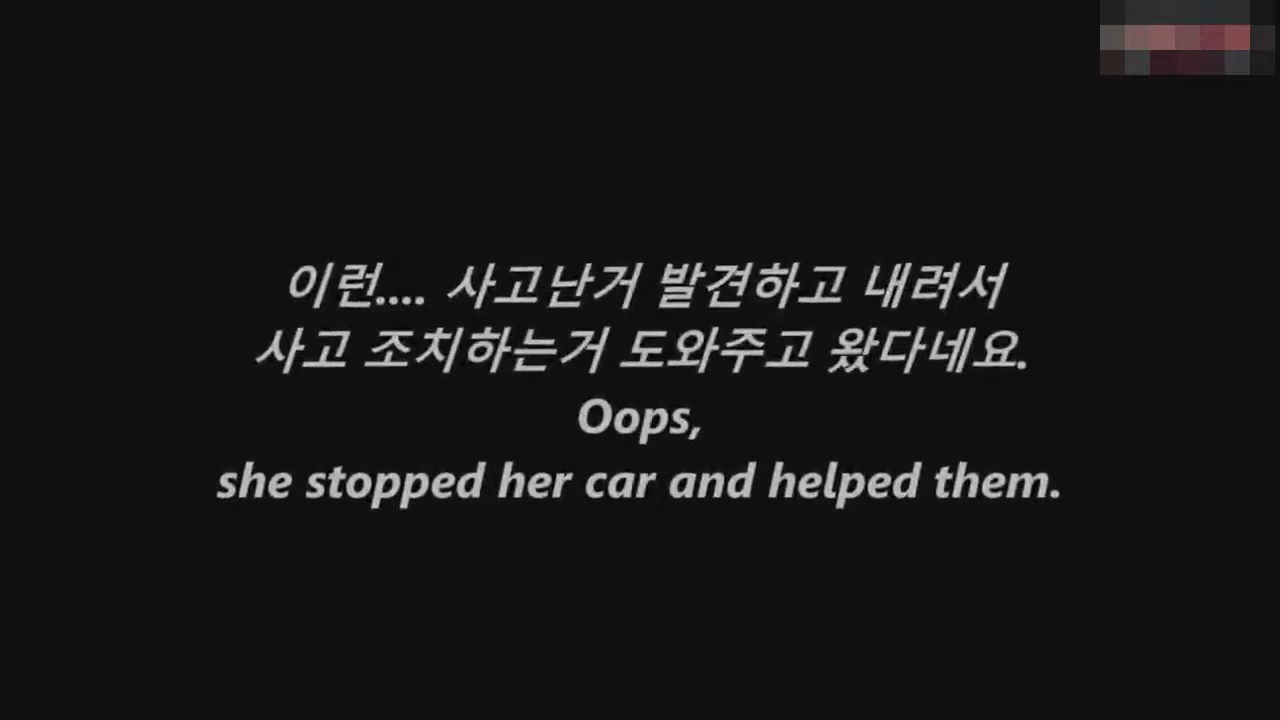 이런.... 사고난거 발견하고 내려서
사고 조치하는거 도와주고 왔다네요.
Oops,
she stopped her car and helped them.